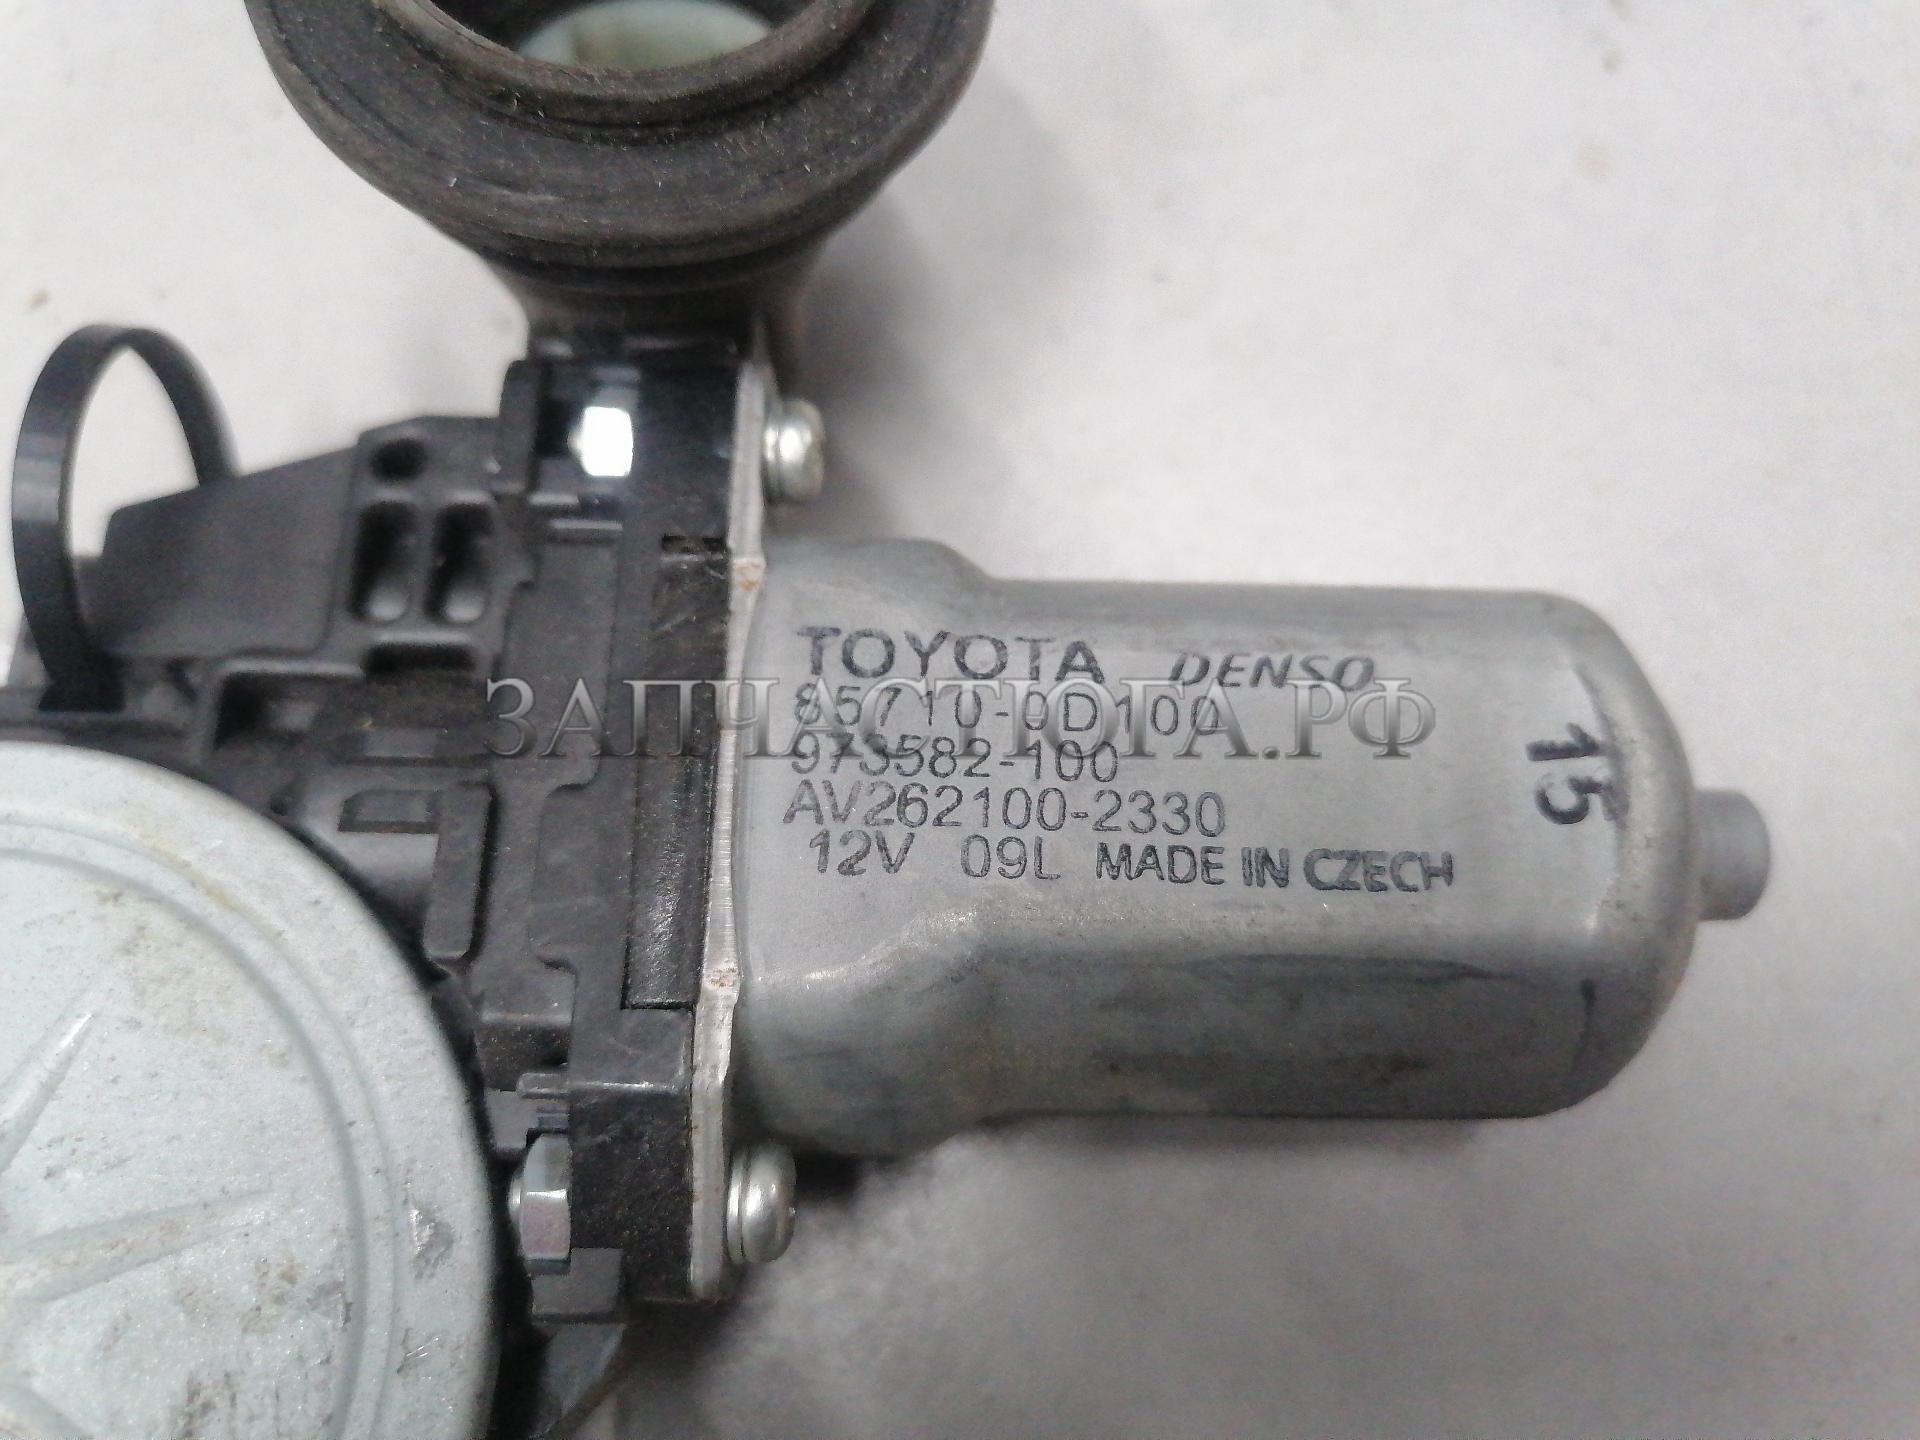 TOYOTA DENSO
85710-0D100
ЗАПЧАСТЮГА.РФ
973582-100
AV262100-2330
12V 09L MADE IN CZECH
15